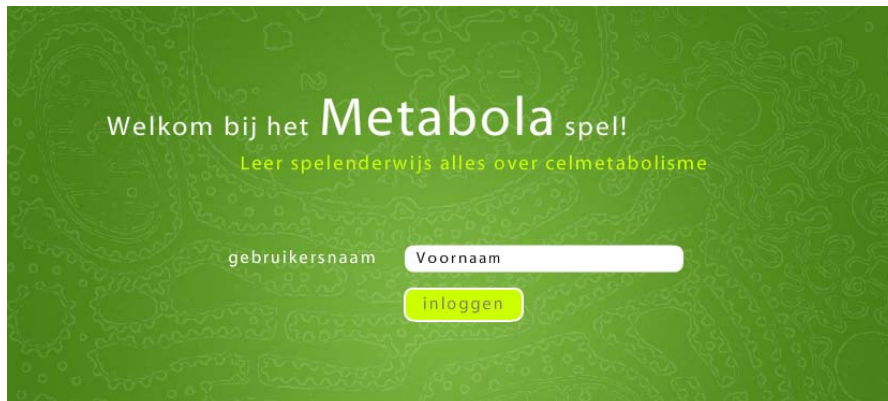 Welkom bij het Metabola spel!
Leer spelenderwijs alles over celmetabolisme
gebruikersnaam Voornaam
inloggen